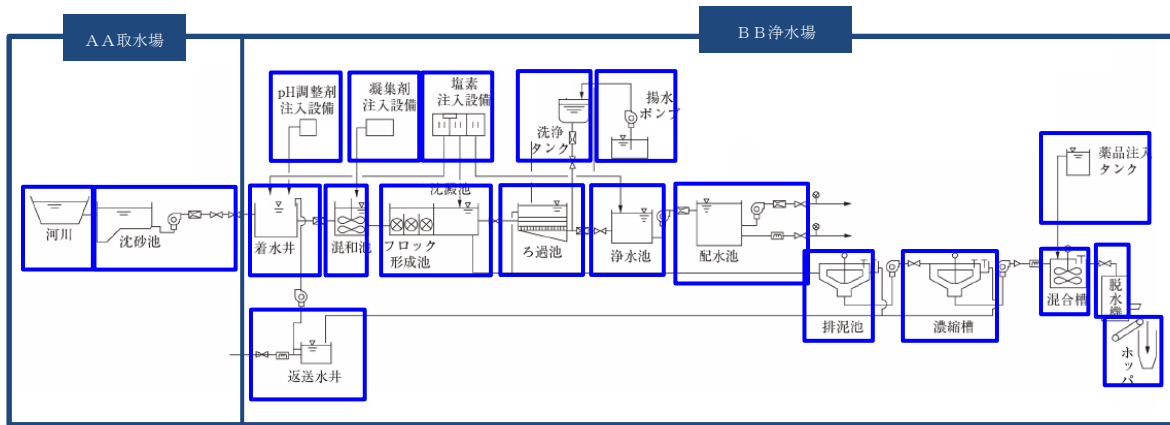 AA取水場
BB浄水場
pH調整剤
注入設備
凝集剤
注入設備
塩素
注入設備
洗浄
タンク
揚水
ポンプ
薬品注入
タンク
河川
沈砂池
着水井
混和池
沈澱池
フロック
形成池
ろ過池
浄水池
配水池
排泥池
濃縮槽
混合槽
脱水機
ホッパ
返送水井